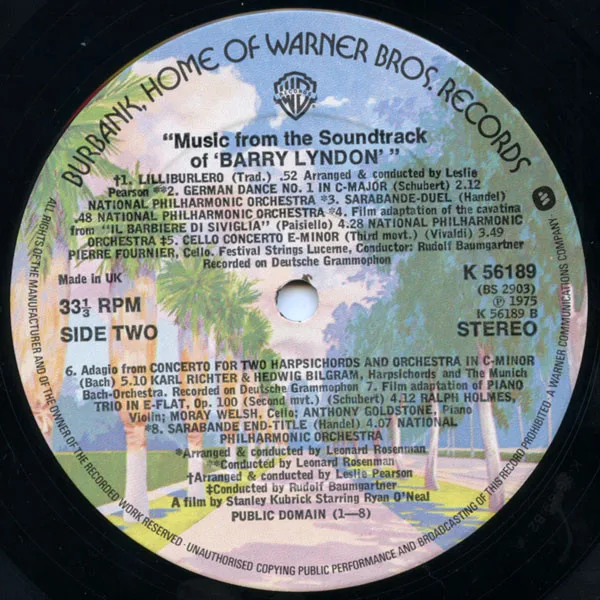 BURBANK, HOME OF WARNER BROS. RECORDS
"Music from the Soundtrack
of 'BARRY LYNDON' "
†1. LILLIBURLERO (Trad.) .52 Arranged & conducted by Leslie
Pearson **2. GERMAN DANCE NO. 1 IN C-MAJOR (Schubert) 2.12
NATIONAL PHILHARMONIC ORCHESTRA *3. SARABANDE-DUEL (Handel)
.48 NATIONAL PHILHARMONIC ORCHESTRA *4. Film adaptation of the cavatina
from "IL BARBIERE DI SIVIGLIA" (Paisiello) 4.28 NATIONAL PHILHARMONIC
ORCHESTRA ‡5. CELLO CONCERTO E-MINOR (Third movt.) (Vivaldi) 3.49
PIERRE FOURNIER, Cello. Festival Strings Lucerne, Conductor: Rudolf Baumgartner
Recorded on Deutsche Grammophon
Made in UK
33⅓ RPM
SIDE TWO
K 56189
(BS 2903)
℗ 1975
K 56189 B
STEREO
6. Adagio from CONCERTO FOR TWO HARPSICHORDS AND ORCHESTRA IN C-MINOR
(Bach) 5.10 KARL RICHTER & HEDWIG BILGRAM, Harpsichords and The Munich
Bach-Orchestra. Recorded on Deutsche Grammophon 7. Film adaptation of PIANO
TRIO IN E-FLAT, Op. 100 (Second mvt.) (Schubert) 4.12 RALPH HOLMES,
Violin; MORAY WELSH, Cello; ANTHONY GOLDSTONE, Piano
*8. SARABANDE END-TITLE (Handel) 4.07 NATIONAL
PHILHARMONIC ORCHESTRA
*Arranged & conducted by Leonard Rosenman
**Conducted by Leonard Rosenman
†Arranged & conducted by Leslie Pearson
‡Conducted by Rudolf Baumgartner
A film by Stanley Kubrick Starring Ryan O'Neal
PUBLIC DOMAIN (1–8)
ALL RIGHTS OF THE MANUFACTURER AND OF THE OWNER OF THE RECORDED WORK RESERVED · UNAUTHORISED COPYING PUBLIC PERFORMANCE AND BROADCASTING OF THIS RECORD PROHIBITED · A WARNER COMMUNICATIONS COMPANY